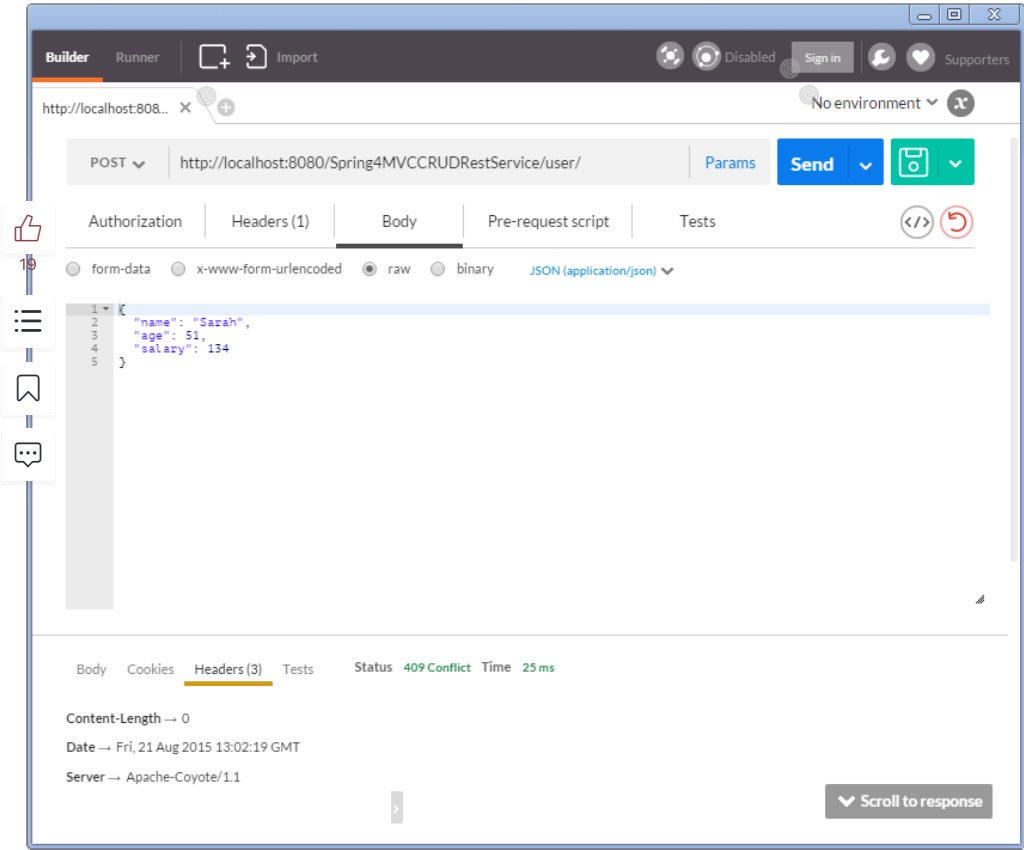 Builder Runner Import Disabled Sign in Supporters
http://localhost:808... No environment
POST http://localhost:8080/Spring4MVCCRUDRestService/user/ Params Send
Authorization Headers (1) Body Pre-request script Tests
19
form-data x-www-form-urlencoded raw binary JSON (application/json)
1 {
2 "name": "Sarah",
3 "age": 51,
4 "salary": 134
5 }
Body Cookies Headers (3) Tests Status 409 Conflict Time 25 ms
Content-Length → 0
Date → Fri, 21 Aug 2015 13:02:19 GMT
Server → Apache-Coyote/1.1
Scroll to response